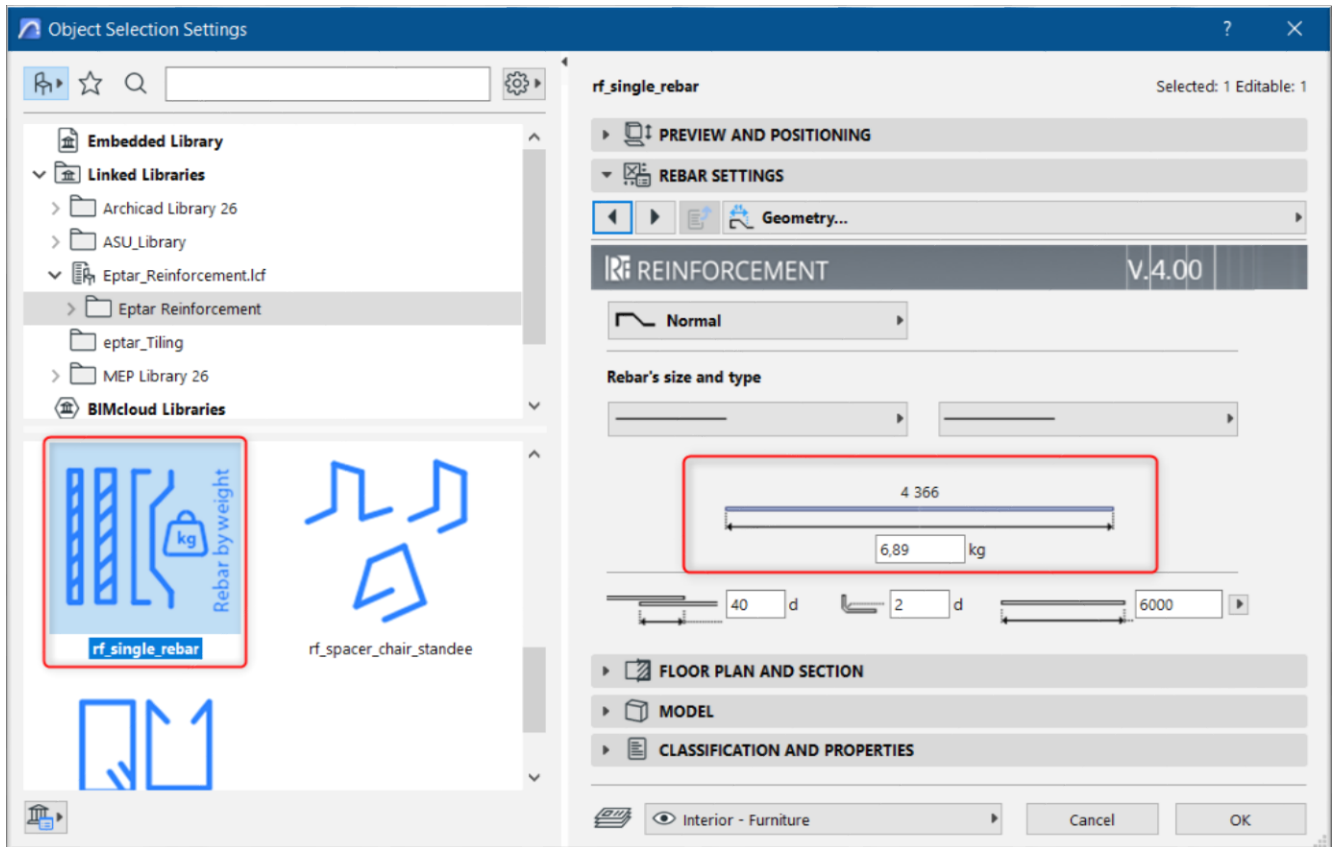 Object Selection Settings
?
Embedded Library
Linked Libraries
Archicad Library 26
ASU_Library
Eptar_Reinforcement.lcf
Eptar Reinforcement
eptar_Tiling
MEP Library 26
BIMcloud Libraries
kg
Rebar by weight
rf_single_rebar
rf_spacer_chair_standee
rf_single_rebar
Selected: 1 Editable: 1
PREVIEW AND POSITIONING
REBAR SETTINGS
Geometry...
RF REINFORCEMENT V.4.00
Normal
Rebar's size and type
4 366
6,89 kg
40 d 2 d 6000
FLOOR PLAN AND SECTION
MODEL
CLASSIFICATION AND PROPERTIES
Interior - Furniture
Cancel
OK